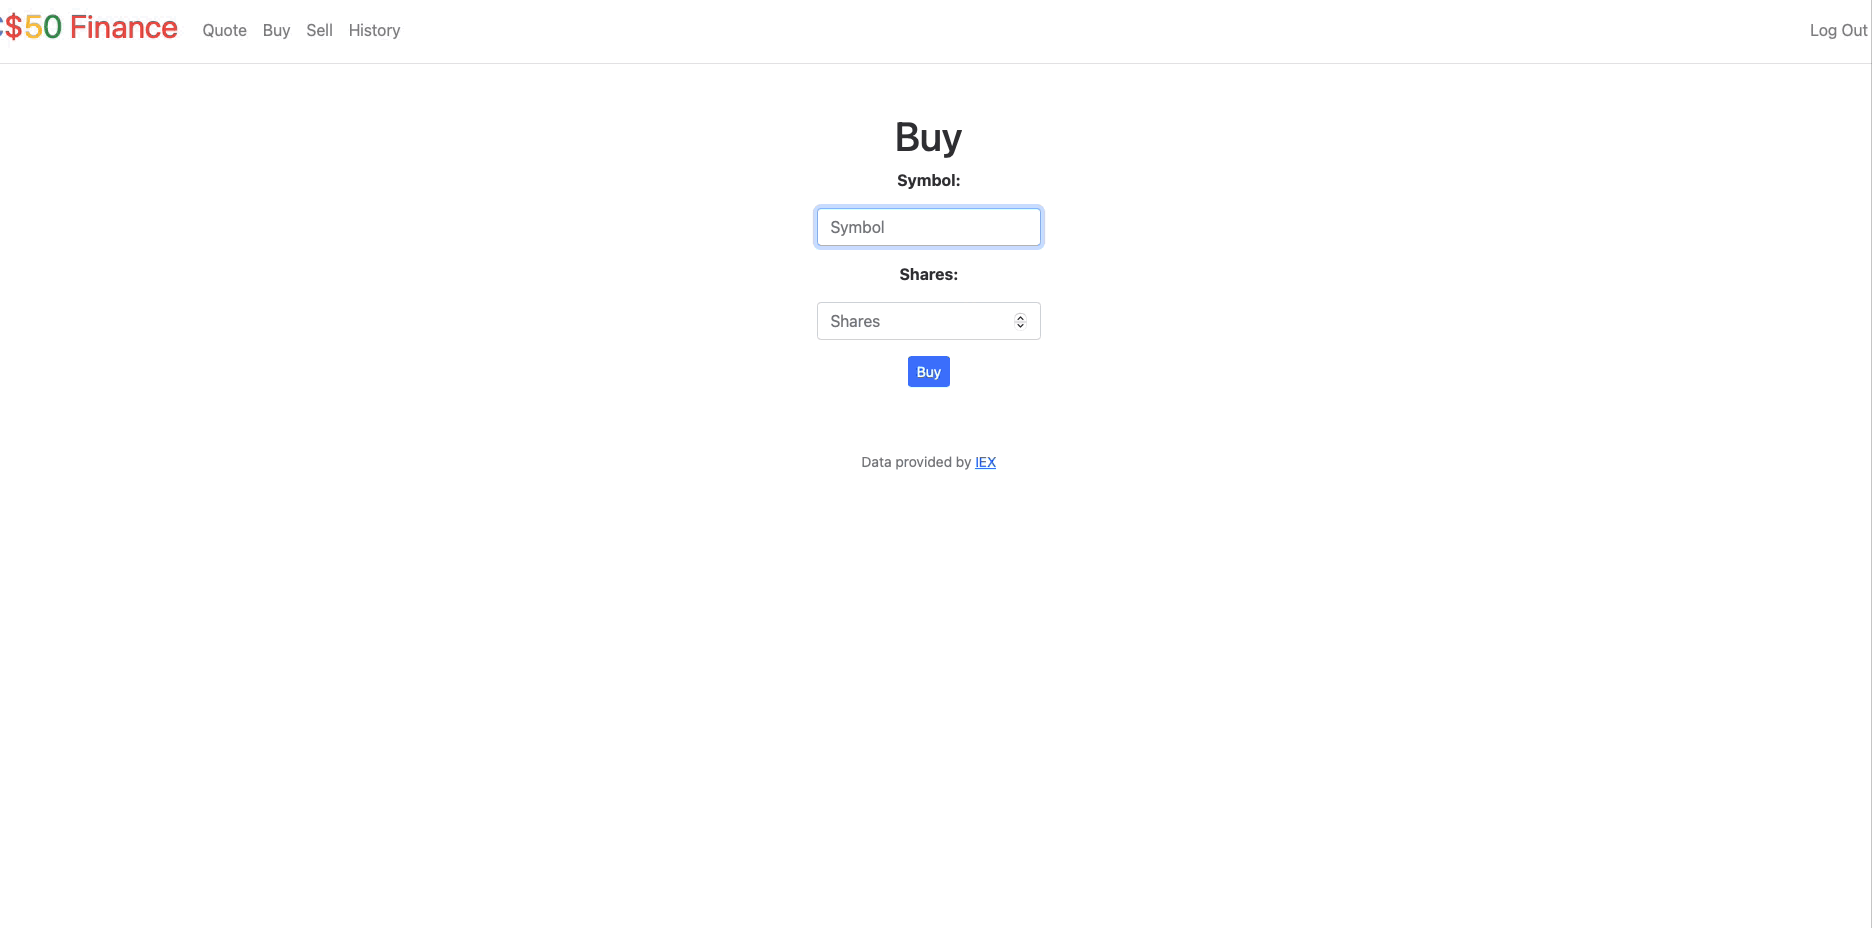 C$50 Finance Quote Buy Sell History Log Out
Buy
Symbol:
Symbol
Shares:
Shares
Buy
Data provided by IEX